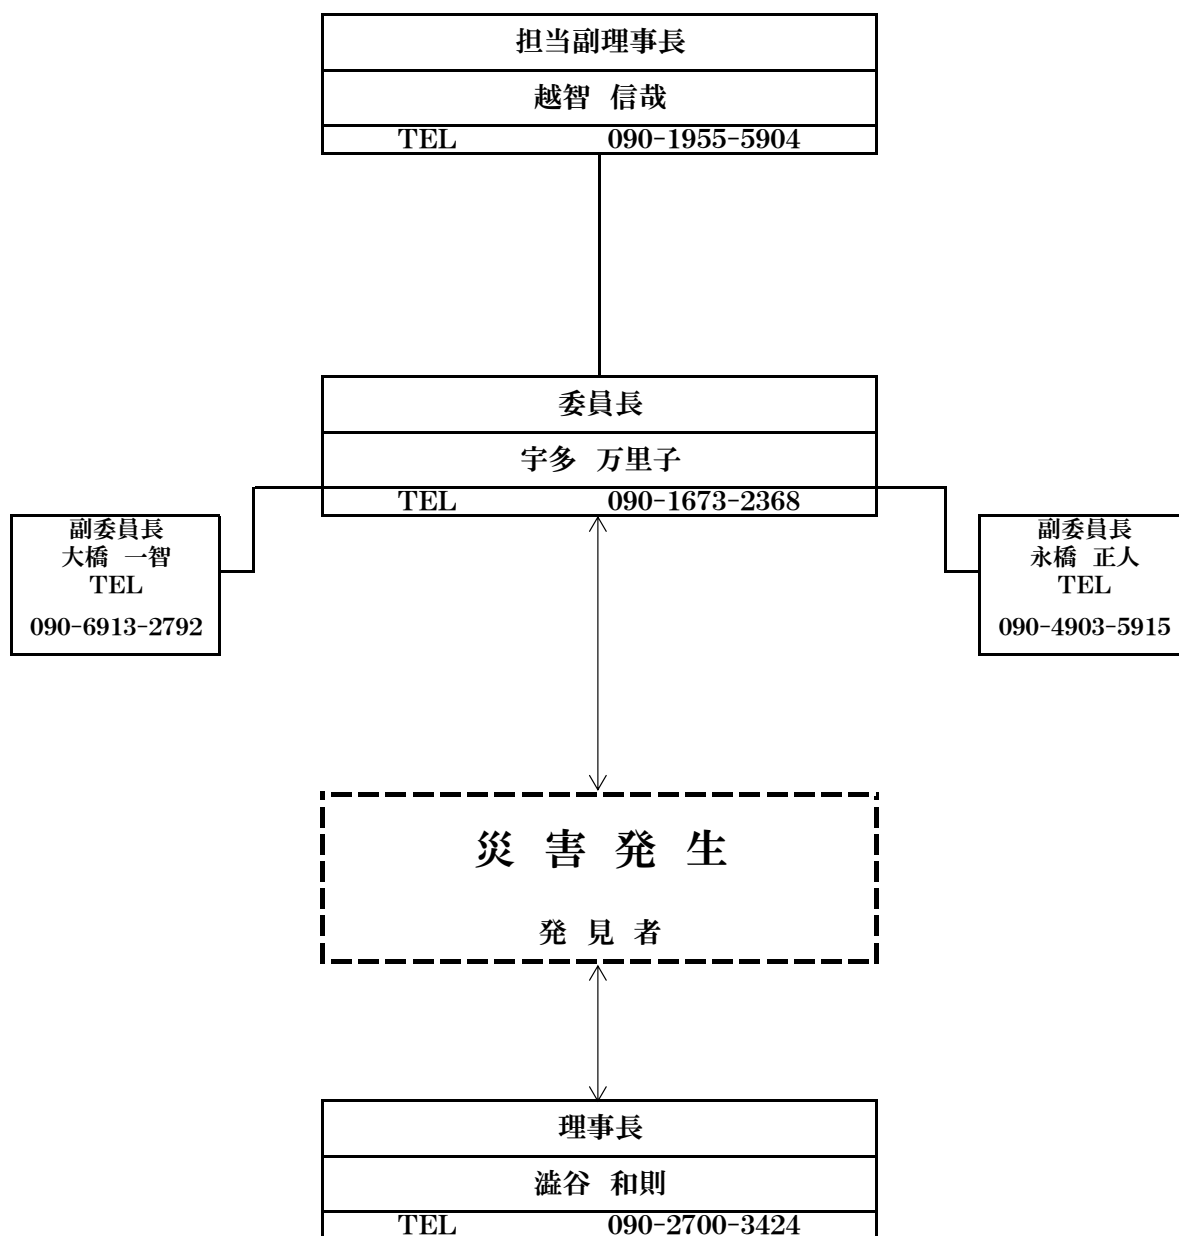 担当副理事長
越智 信哉
TEL 090-1955-5904
委員長
宇多 万里子
TEL 090-1673-2368
副委員長
大橋 一智
TEL
090-6913-2792
副委員長
永橋 正人
TEL
090-4903-5915
災 害 発 生
発 見 者
理事長
澁谷 和則
TEL 090-2700-3424